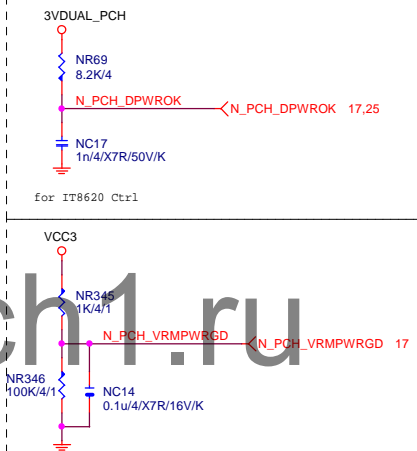 3VDUAL_PCH
NR69
8.2K/4
N_PCH_DPWROK
N_PCH_DPWROK 17,25
NC17
1n/4/X7R/50V/K
for IT8620 Ctrl
VCC3
NR345
1K/4/1
ch1.ru
N_PCH_VRMPWRGD
N_PCH_VRMPWRGD 17
NR346
100K/4/1
NC14
0.1u/4/X7R/16V/K